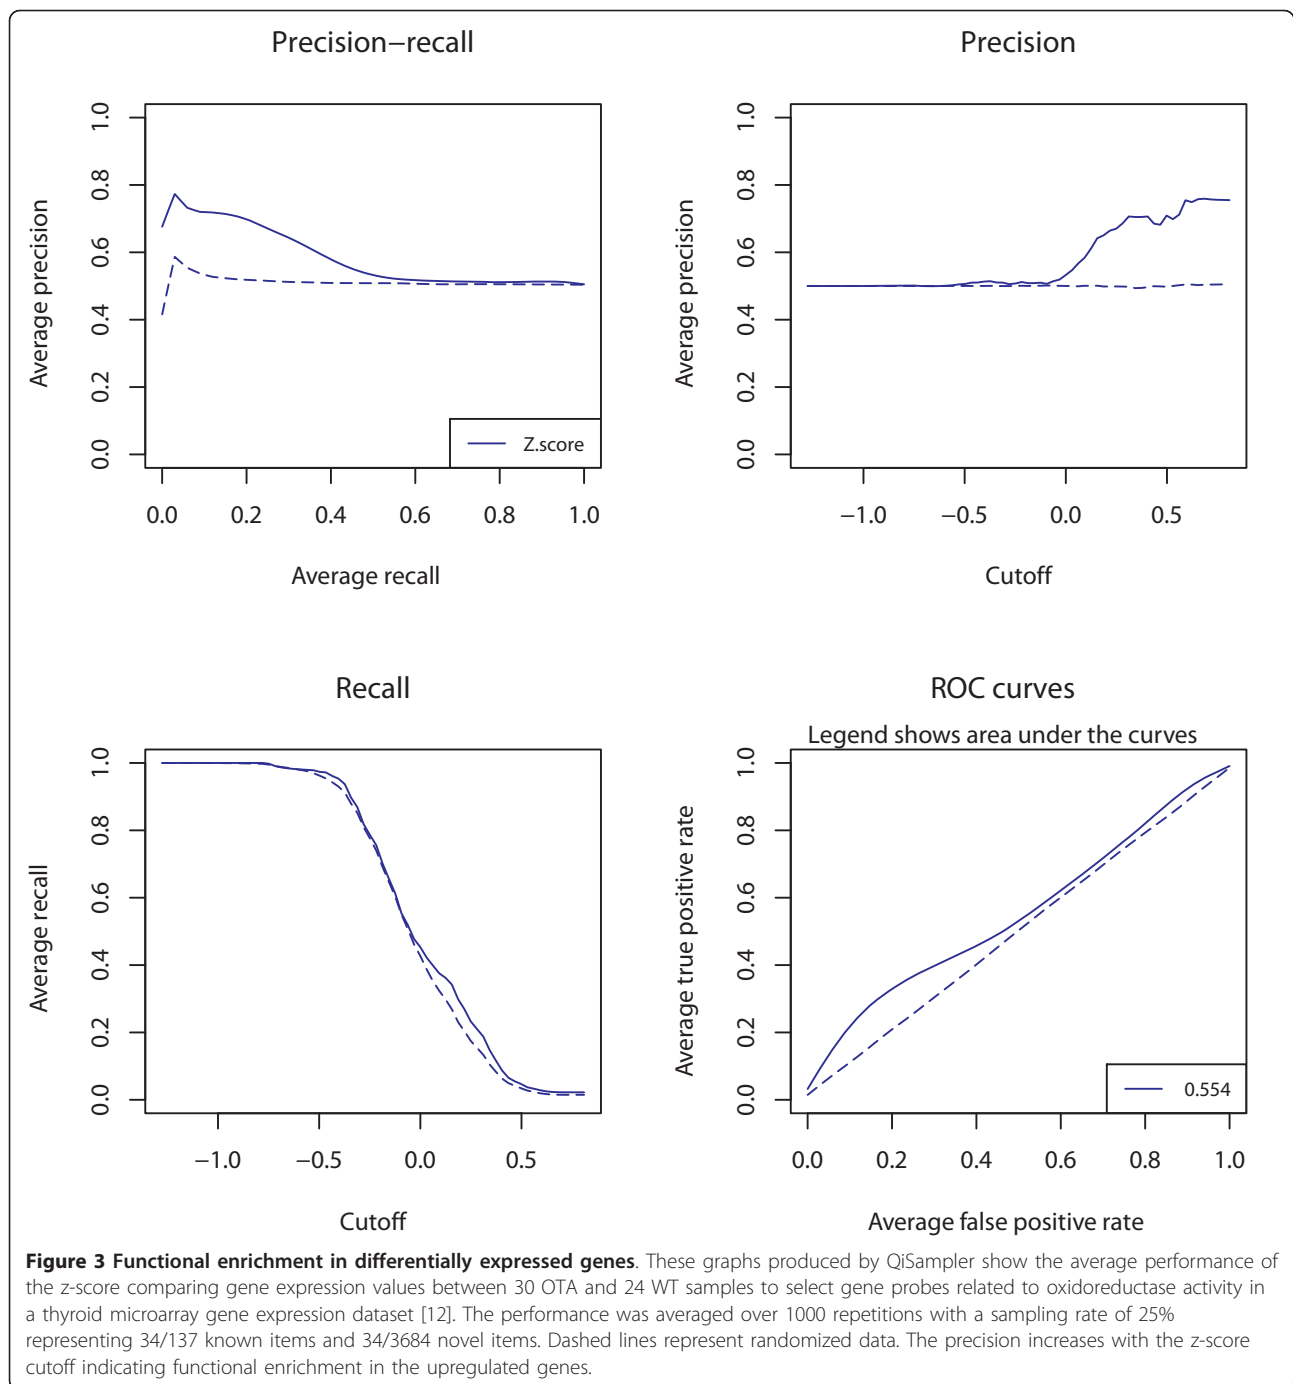 Precision−recall
Average precision
1.0
0.8
0.6
0.4
0.2
0.0
Z.score
0.0 0.2 0.4 0.6 0.8 1.0
Average recall
Precision
Average precision
1.0
0.8
0.6
0.4
0.2
0.0
−1.0 −0.5 0.0 0.5
Cutoff
Recall
Average recall
1.0
0.8
0.6
0.4
0.2
0.0
−1.0 −0.5 0.0 0.5
Cutoff
ROC curves
Legend shows area under the curves
Average true positive rate
1.0
0.8
0.6
0.4
0.2
0.0
0.554
0.0 0.2 0.4 0.6 0.8 1.0
Average false positive rate
Figure 3 Functional enrichment in differentially expressed genes. These graphs produced by QiSampler show the average performance of
the z-score comparing gene expression values between 30 OTA and 24 WT samples to select gene probes related to oxidoreductase activity in
a thyroid microarray gene expression dataset [12]. The performance was averaged over 1000 repetitions with a sampling rate of 25%
representing 34/137 known items and 34/3684 novel items. Dashed lines represent randomized data. The precision increases with the z-score
cutoff indicating functional enrichment in the upregulated genes.